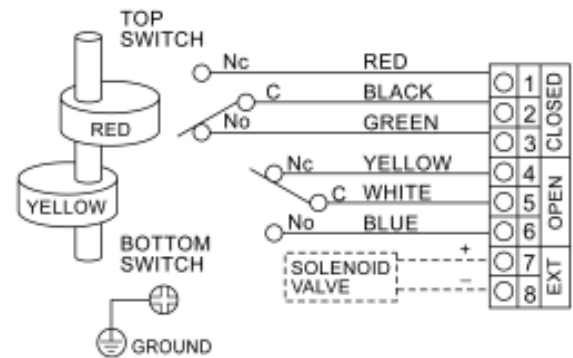 TOP
SWITCH
Nc RED 1
C BLACK 2
No GREEN 3
CLOSED
RED
Nc YELLOW 4
C WHITE 5
No BLUE 6
OPEN
YELLOW
BOTTOM
SWITCH
SOLENOID
VALVE
+ 7
– 8
EXT
GROUND